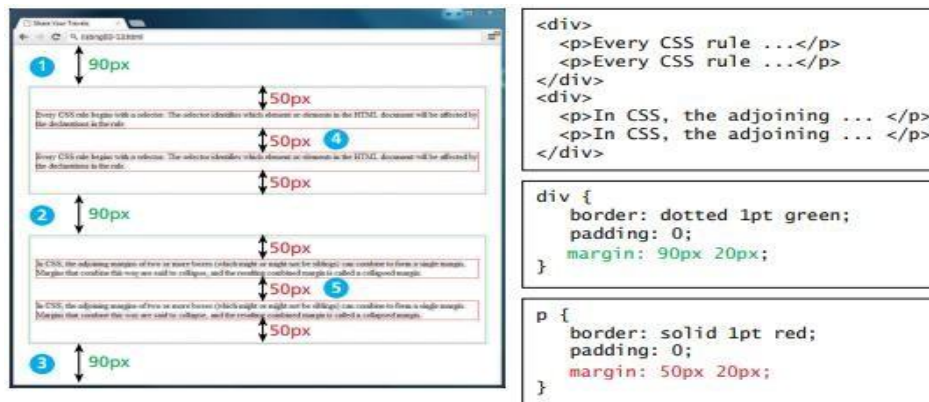 Share Your Travels
listing03-13.html
1
90px
50px
Every CSS rule begins with a selector. The selector identifies which element or elements in the HTML document will be affected by
the declarations in the rule.
50px
4
Every CSS rule begins with a selector. The selector identifies which element or elements in the HTML document will be affected by
the declarations in the rule.
50px
2
90px
50px
In CSS, the adjoining margins of two or more boxes (which might or might not be siblings) can combine to form a single margin.
Margins that combine this way are said to collapse, and the resulting combined margin is called a collapsed margin.
50px
5
In CSS, the adjoining margins of two or more boxes (which might or might not be siblings) can combine to form a single margin.
Margins that combine this way are said to collapse, and the resulting combined margin is called a collapsed margin.
50px
3
90px
<div>
<p>Every CSS rule ...</p>
<p>Every CSS rule ...</p>
</div>
<div>
<p>In CSS, the adjoining ... </p>
<p>In CSS, the adjoining ... </p>
</div>
div {
border: dotted 1pt green;
padding: 0;
margin: 90px 20px;
}
p {
border: solid 1pt red;
padding: 0;
margin: 50px 20px;
}